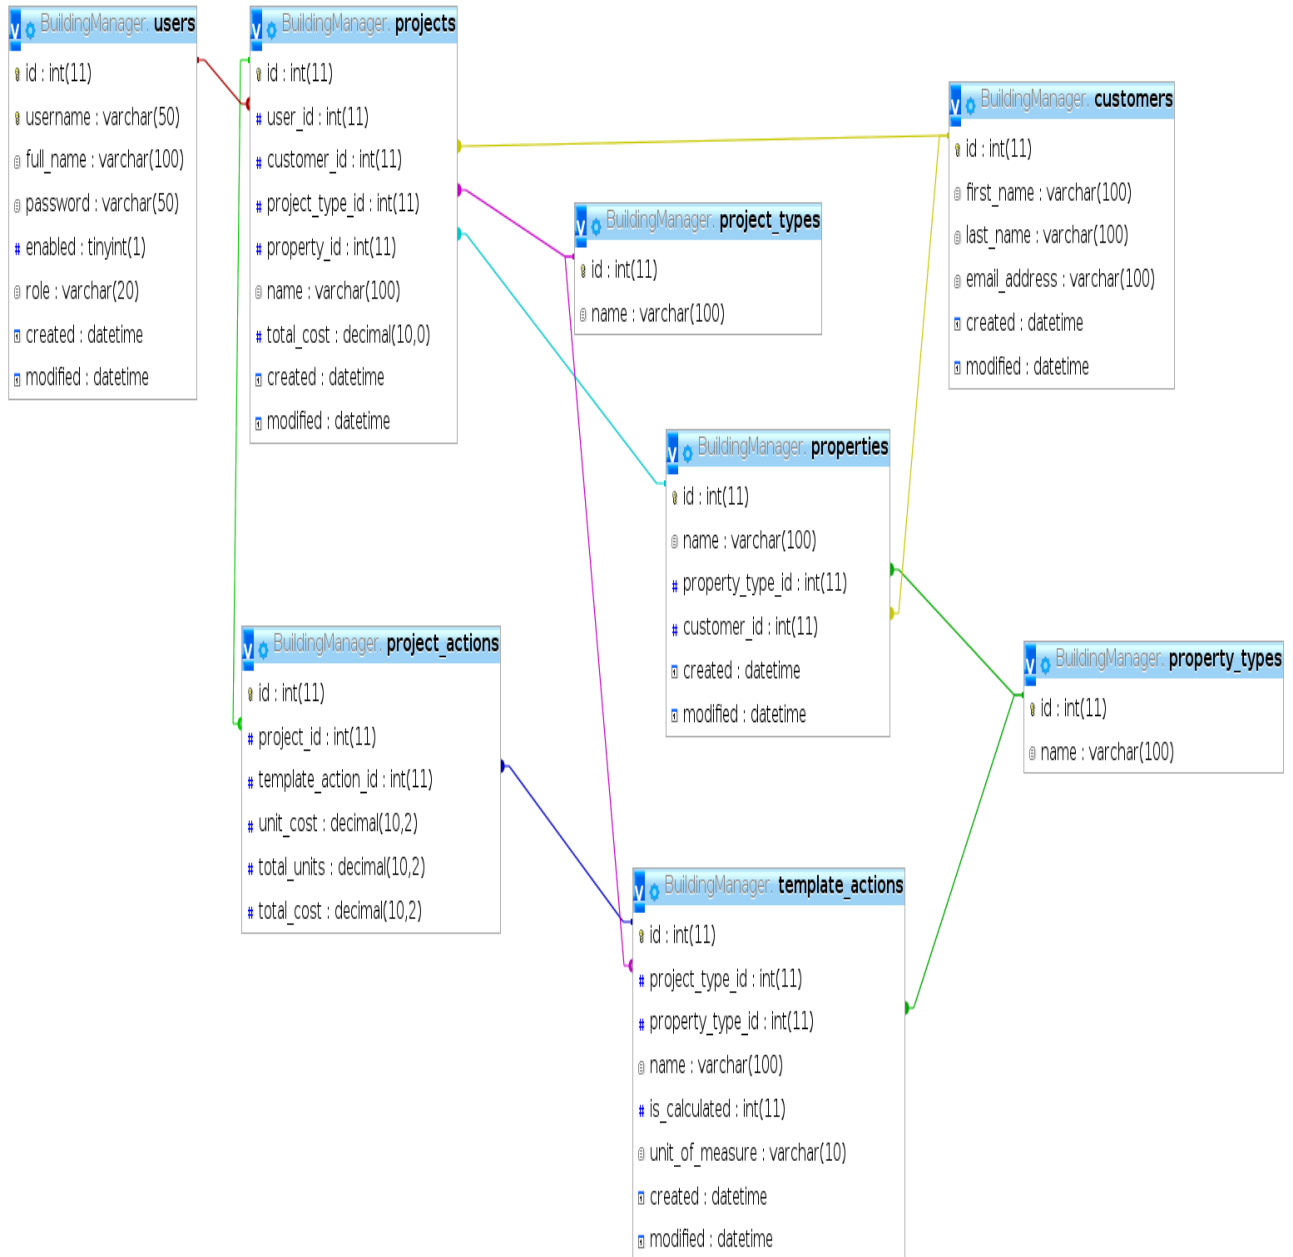 BuildingManager. users
id : int(11)
username : varchar(50)
full_name : varchar(100)
password : varchar(50)
enabled : tinyint(1)
role : varchar(20)
created : datetime
modified : datetime
BuildingManager. projects
id : int(11)
user_id : int(11)
customer_id : int(11)
project_type_id : int(11)
property_id : int(11)
name : varchar(100)
total_cost : decimal(10,0)
created : datetime
modified : datetime
BuildingManager. customers
id : int(11)
first_name : varchar(100)
last_name : varchar(100)
email_address : varchar(100)
created : datetime
modified : datetime
BuildingManager. project_types
id : int(11)
name : varchar(100)
BuildingManager. properties
id : int(11)
name : varchar(100)
property_type_id : int(11)
customer_id : int(11)
created : datetime
modified : datetime
BuildingManager. project_actions
id : int(11)
project_id : int(11)
template_action_id : int(11)
unit_cost : decimal(10,2)
total_units : decimal(10,2)
total_cost : decimal(10,2)
BuildingManager. property_types
id : int(11)
name : varchar(100)
BuildingManager. template_actions
id : int(11)
project_type_id : int(11)
property_type_id : int(11)
name : varchar(100)
is_calculated : int(11)
unit_of_measure : varchar(10)
created : datetime
modified : datetime